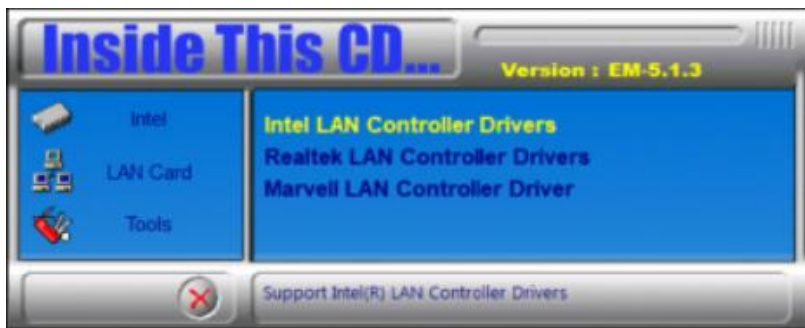 Inside This CD...
Version : EM-5.1.3
Intel
LAN Card
Tools
Intel LAN Controller Drivers
Realtek LAN Controller Drivers
Marvell LAN Controller Driver
Support Intel(R) LAN Controller Drivers